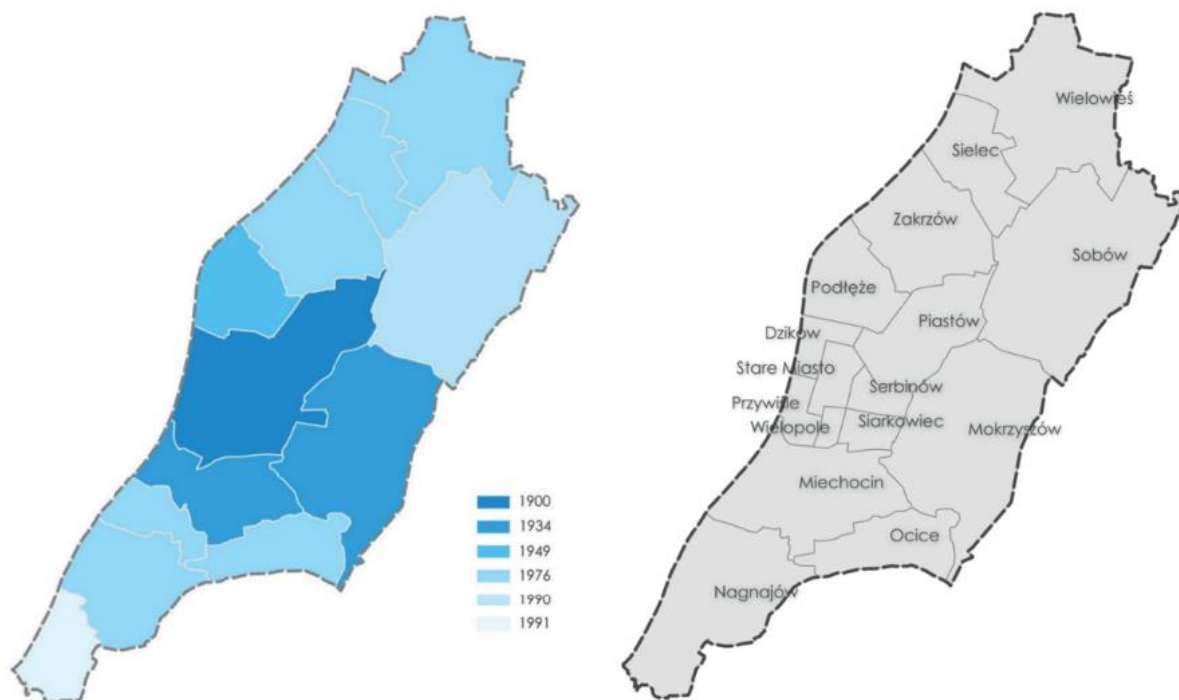 1900
1934
1949
1976
1990
1991
Wielowieś
Sielec
Zakrzów
Sobów
Podłęże
Piastów
Dzików
Stare Miasto
Serbinów
Przywiśle
Siarkowiec
Wielopole
Mokrzyszów
Miechocin
Ocice
Nagnajów